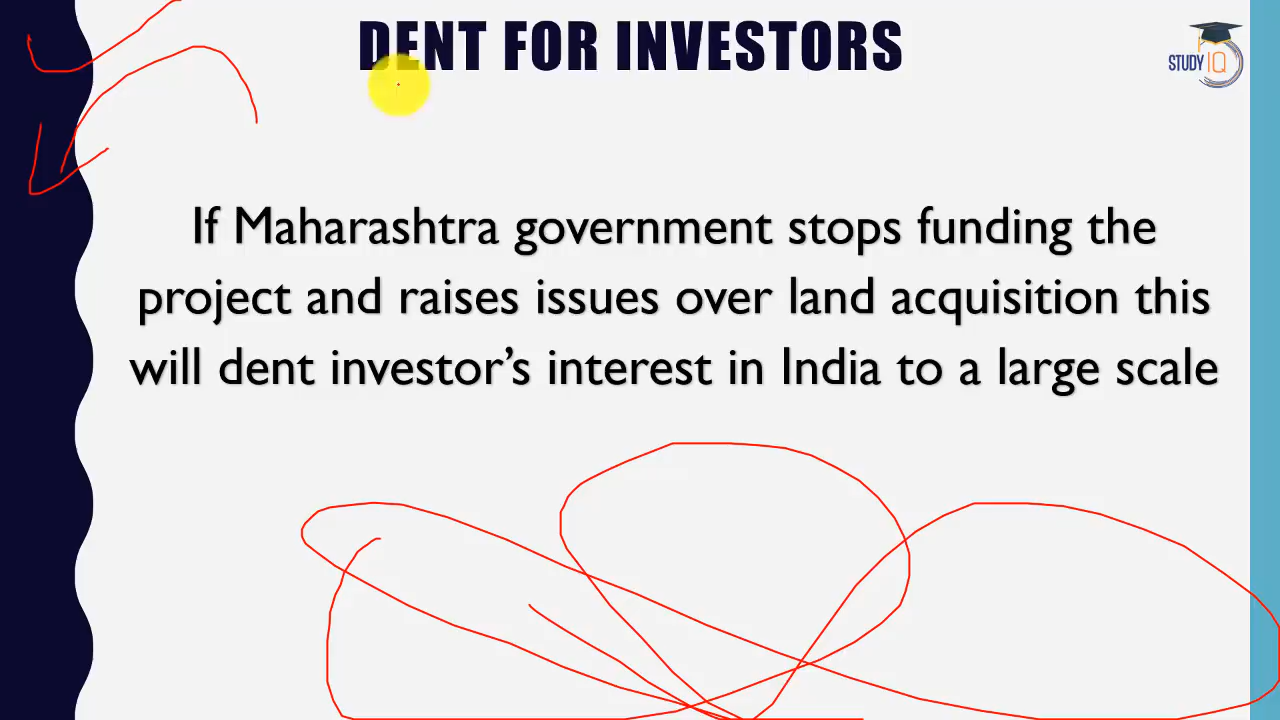 DENT FOR INVESTORS
STUDY IQ
If Maharashtra government stops funding the
project and raises issues over land acquisition this
will dent investor’s interest in India to a large scale